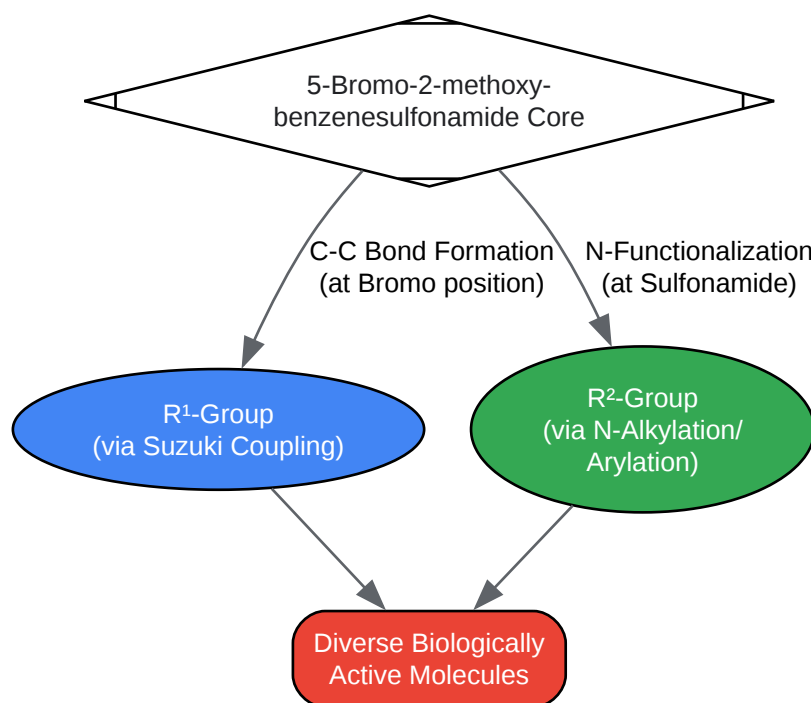 5-Bromo-2-methoxy-
benzenesulfonamide Core
C-C Bond Formation
(at Bromo position)
N-Functionalization
(at Sulfonamide)
R¹-Group
(via Suzuki Coupling)
R²-Group
(via N-Alkylation/
Arylation)
Diverse Biologically
Active Molecules